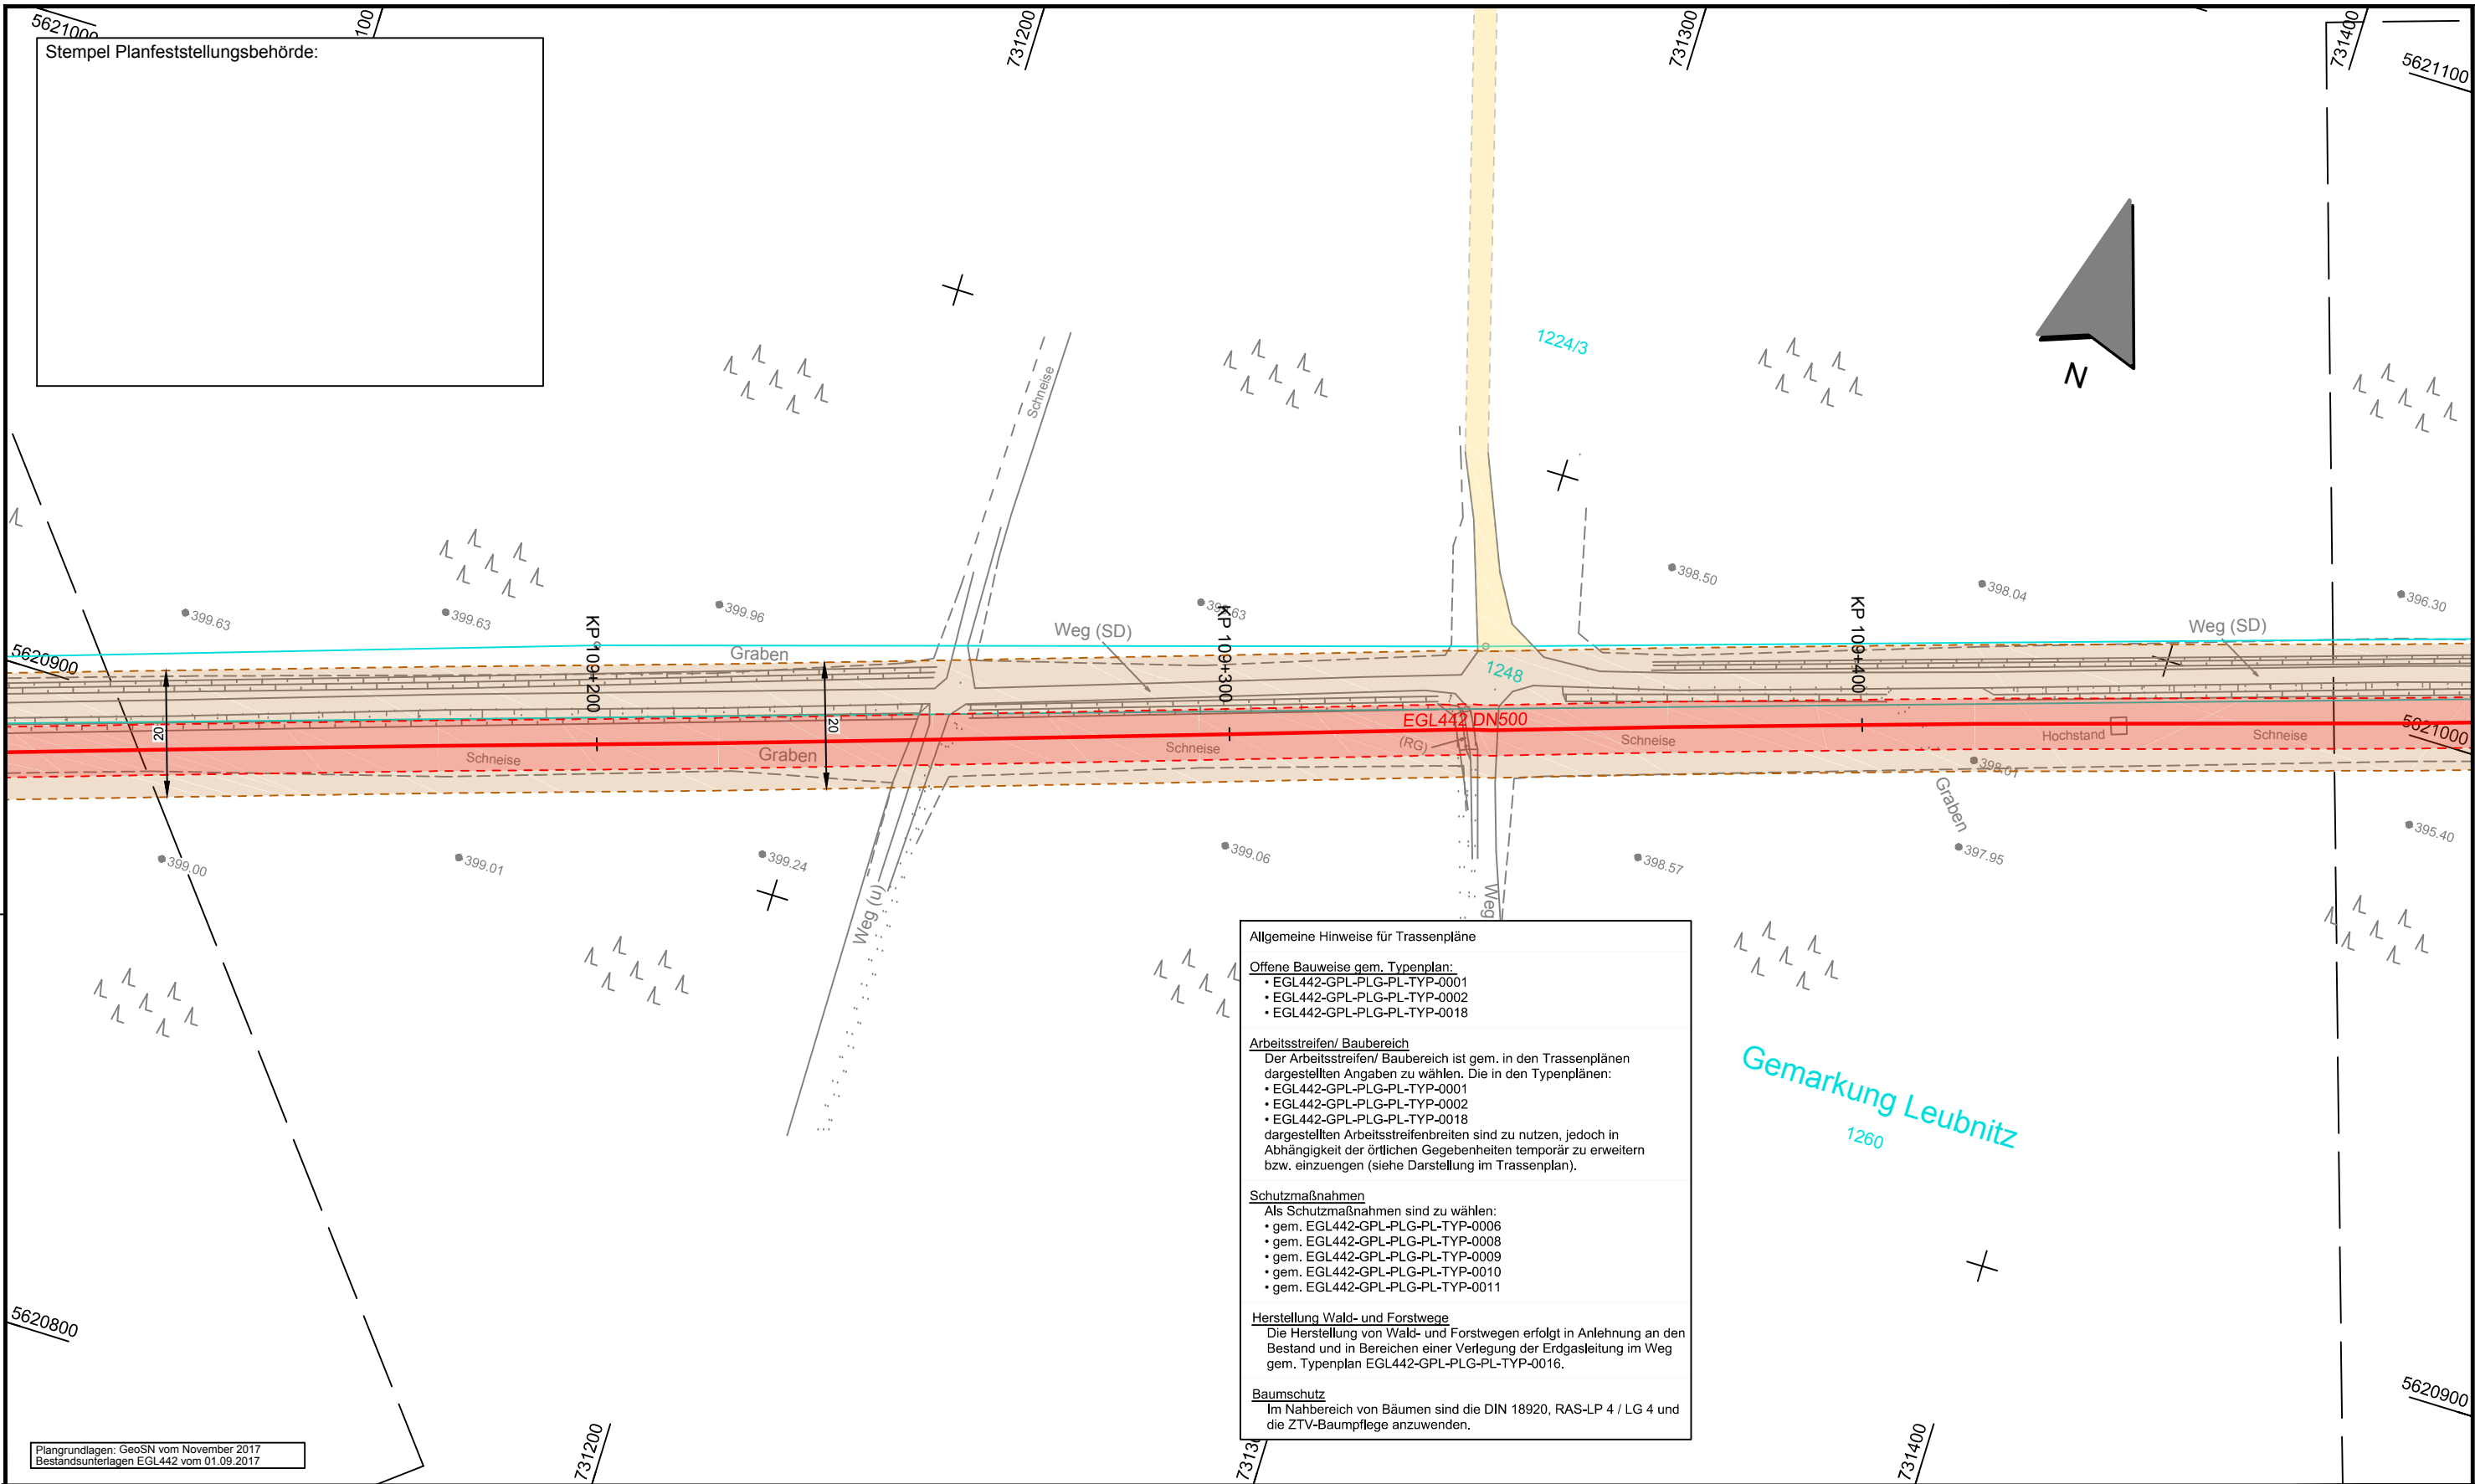 5621000
100
731200
731300
731400
5621100
Stempel Planfeststellungsbehörde:
N
1224/3
Schneise
398.50
398.04
396.30
399.63
399.63
399.96
KP 109+200
KP 109+300
KP 109+400
Weg (SD)
Weg (SD)
5620900
Graben
1248
20
20
EGL442 DN500
5621000
Schneise
Graben
Schneise
(RG)
Schneise
Hochstand
Schneise
398.01
Graben
399.00
399.01
399.24
399.06
398.57
397.95
395.40
Weg (u)
Weg
Allgemeine Hinweise für Trassenpläne
Offene Bauweise gem. Typenplan:
• EGL442-GPL-PLG-PL-TYP-0001
• EGL442-GPL-PLG-PL-TYP-0002
• EGL442-GPL-PLG-PL-TYP-0018
Arbeitsstreifen/ Baubereich
Der Arbeitsstreifen/ Baubereich ist gem. in den Trassenplänen
dargestellten Angaben zu wählen. Die in den Typenplänen:
• EGL442-GPL-PLG-PL-TYP-0001
• EGL442-GPL-PLG-PL-TYP-0002
• EGL442-GPL-PLG-PL-TYP-0018
dargestellten Arbeitsstreifenbreiten sind zu nutzen, jedoch in
Abhängigkeit der örtlichen Gegebenheiten temporär zu erweitern
bzw. einzuengen (siehe Darstellung im Trassenplan).
Schutzmaßnahmen
Als Schutzmaßnahmen sind zu wählen:
• gem. EGL442-GPL-PLG-PL-TYP-0006
• gem. EGL442-GPL-PLG-PL-TYP-0008
• gem. EGL442-GPL-PLG-PL-TYP-0009
• gem. EGL442-GPL-PLG-PL-TYP-0010
• gem. EGL442-GPL-PLG-PL-TYP-0011
Herstellung Wald- und Forstwege
Die Herstellung von Wald- und Forstwegen erfolgt in Anlehnung an den
Bestand und in Bereichen einer Verlegung der Erdgasleitung im Weg
gem. Typenplan EGL442-GPL-PLG-PL-TYP-0016.
Baumschutz
Im Nahbereich von Bäumen sind die DIN 18920, RAS-LP 4 / LG 4 und
die ZTV-Baumpflege anzuwenden.
Gemarkung Leubnitz
1260
5620800
5620900
Plangrundlagen: GeoSN vom November 2017
Bestandsunterlagen EGL442 vom 01.09.2017
731200
731400